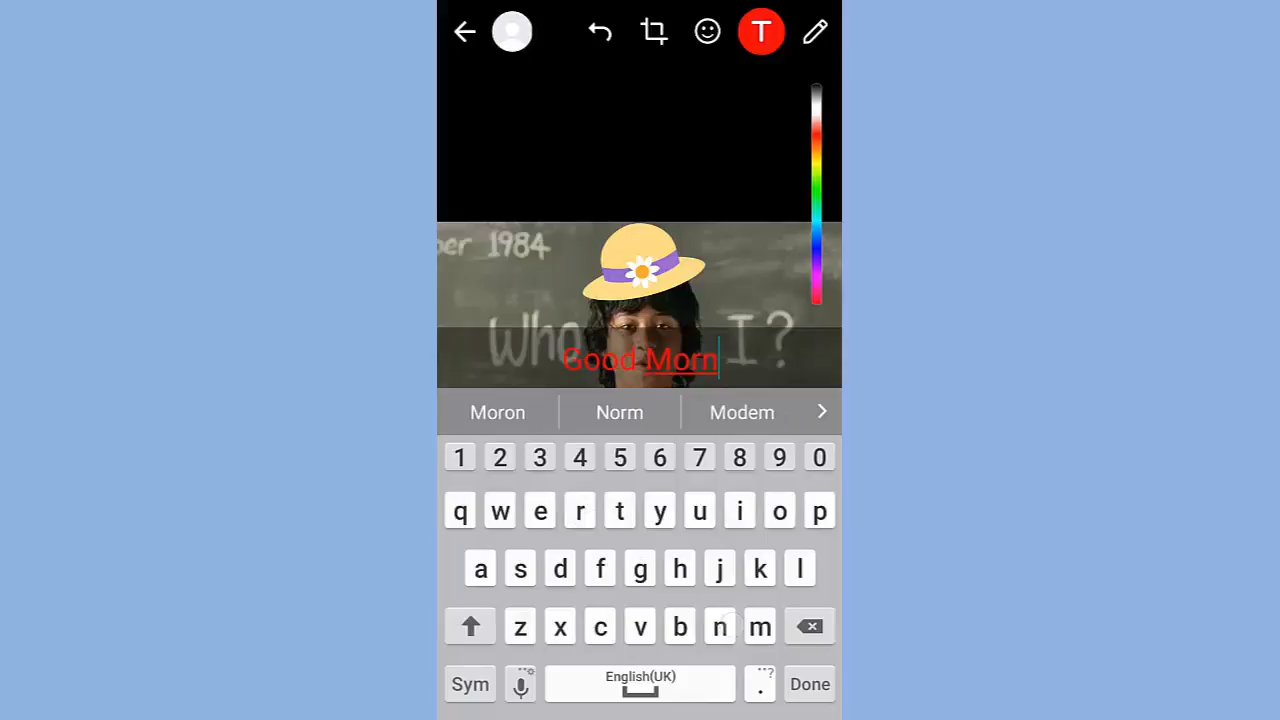 T
ber 1984
Who I?
Good Morn
Moron Norm Modem
1 2 3 4 5 6 7 8 9 0
q w e r t y u i o p
a s d f g h j k l
z x c v b n m
Sym English(UK) . Done